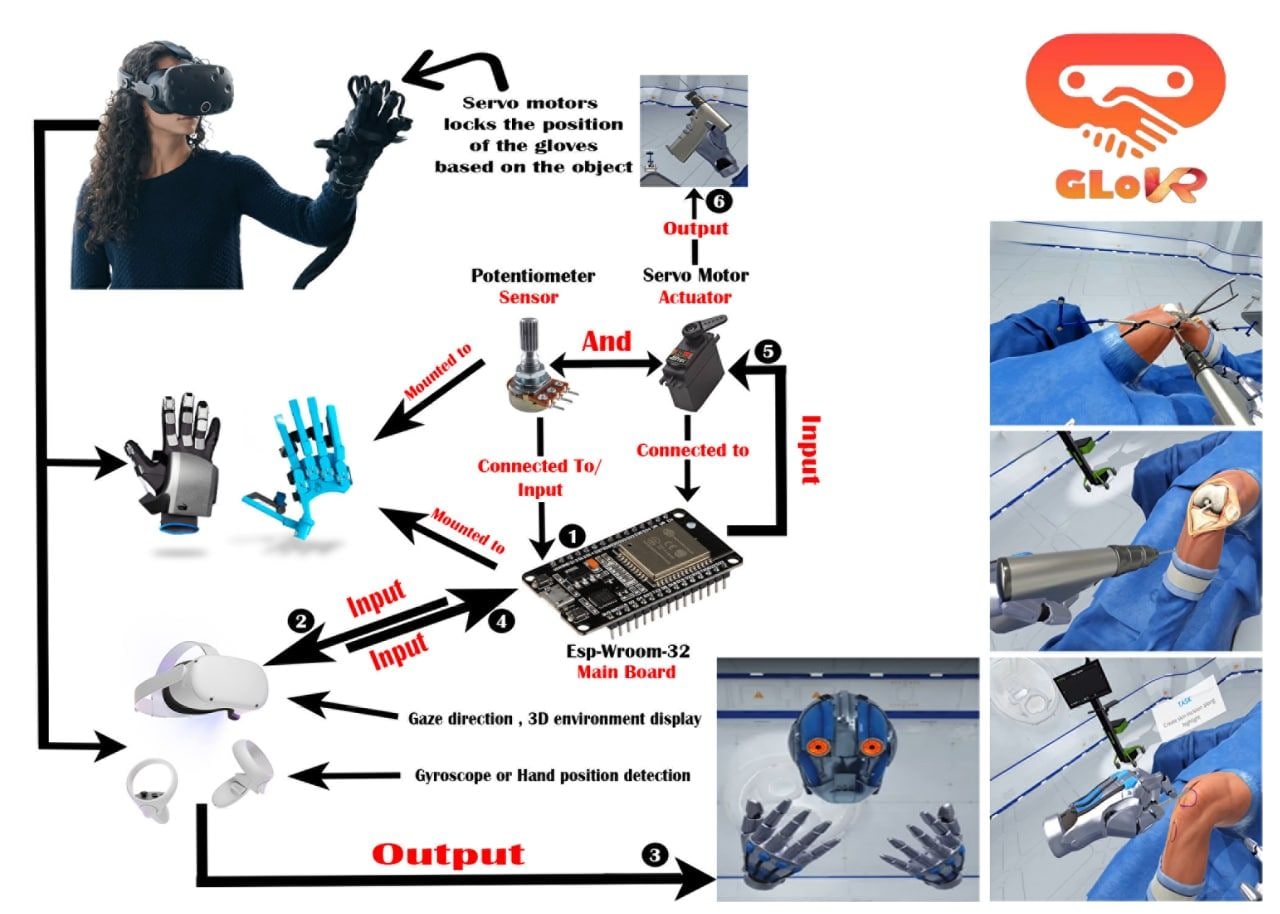 Servo motors
locks the position
of the gloves
based on the object
GLoVR
6
Output
Potentiometer
Sensor
Servo Motor
Actuator
And
5
Mounted to
Connected To/
Input
Connected to
Input
Mounted to
1
2
Input
Input
4
Esp-Wroom-32
Main Board
Gaze direction , 3D environment display
Gyroscope or Hand position detection
TASK
Create skin incision along
highlight
Output
3